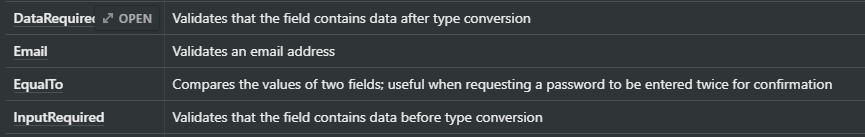 DataRequired OPEN Validates that the field contains data after type conversion
Email Validates an email address
EqualTo Compares the values of two fields; useful when requesting a password to be entered twice for confirmation
InputRequired Validates that the field contains data before type conversion